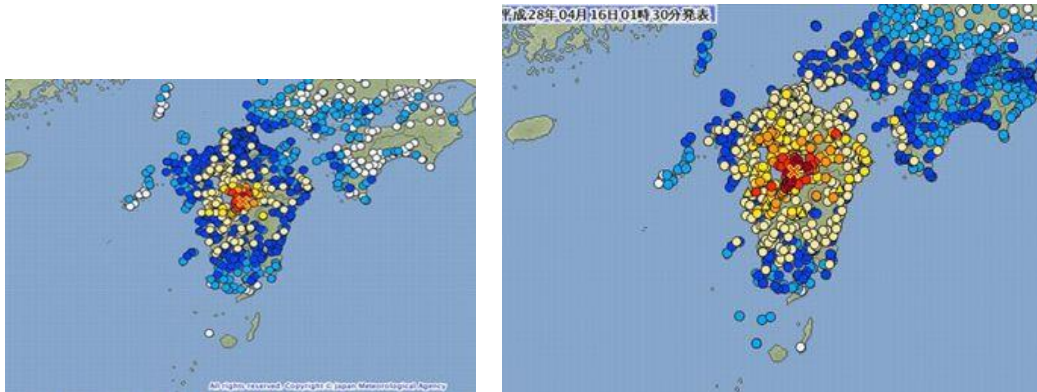 平成28年04月16日01時30分発表
All rights reserved. Copyright © Japan Meteorological Agency